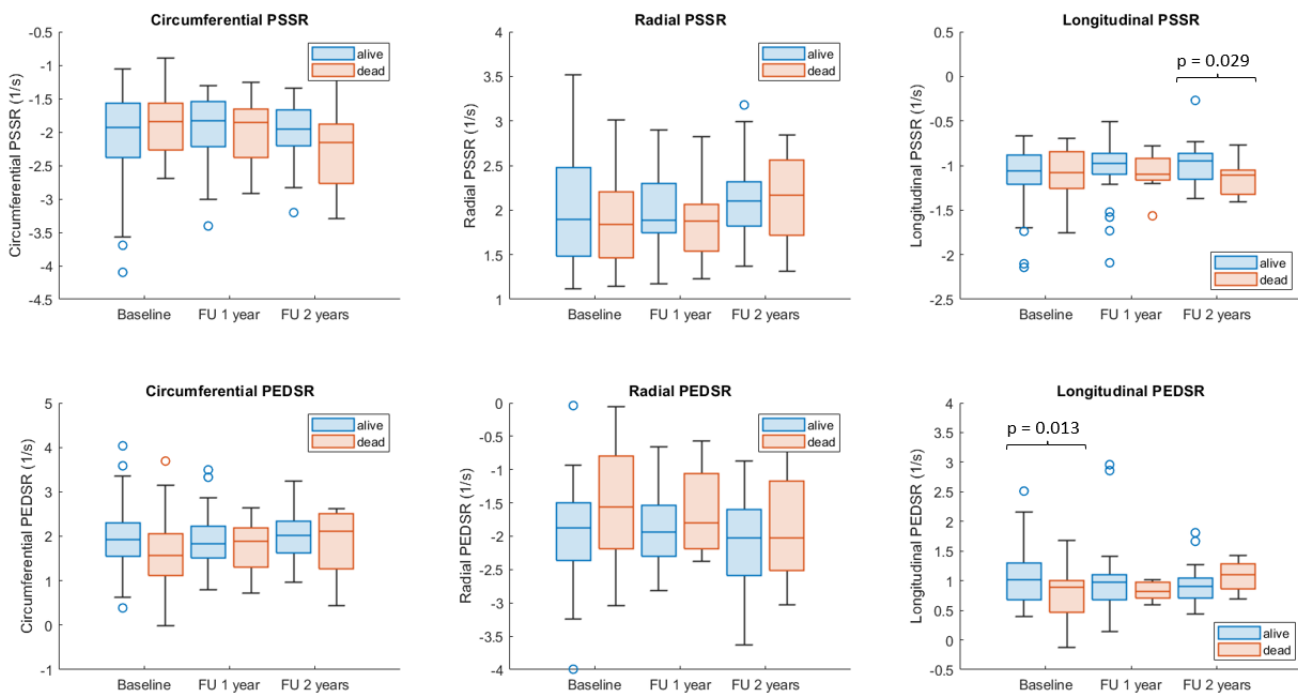 Circumferential PSSR
-0.5
-1
-1.5
-2
-2.5
-3
-3.5
-4
-4.5
Circumferential PSSR (1/s)
alive
dead
Baseline FU 1 year FU 2 years
Radial PSSR
4
3.5
3
2.5
2
1.5
1
Radial PSSR (1/s)
alive
dead
Baseline FU 1 year FU 2 years
Longitudinal PSSR
0.5
0
-0.5
-1
-1.5
-2
-2.5
Longitudinal PSSR (1/s)
p = 0.029
alive
dead
Baseline FU 1 year FU 2 years
Circumferential PEDSR
5
4
3
2
1
0
-1
Circumferential PEDSR (1/s)
alive
dead
Baseline FU 1 year FU 2 years
Radial PEDSR
0
-0.5
-1
-1.5
-2
-2.5
-3
-3.5
-4
Radial PEDSR (1/s)
alive
dead
Baseline FU 1 year FU 2 years
Longitudinal PEDSR
4
3.5
3
2.5
2
1.5
1
0.5
0
-0.5
Longitudinal PEDSR (1/s)
p = 0.013
alive
dead
Baseline FU 1 year FU 2 years